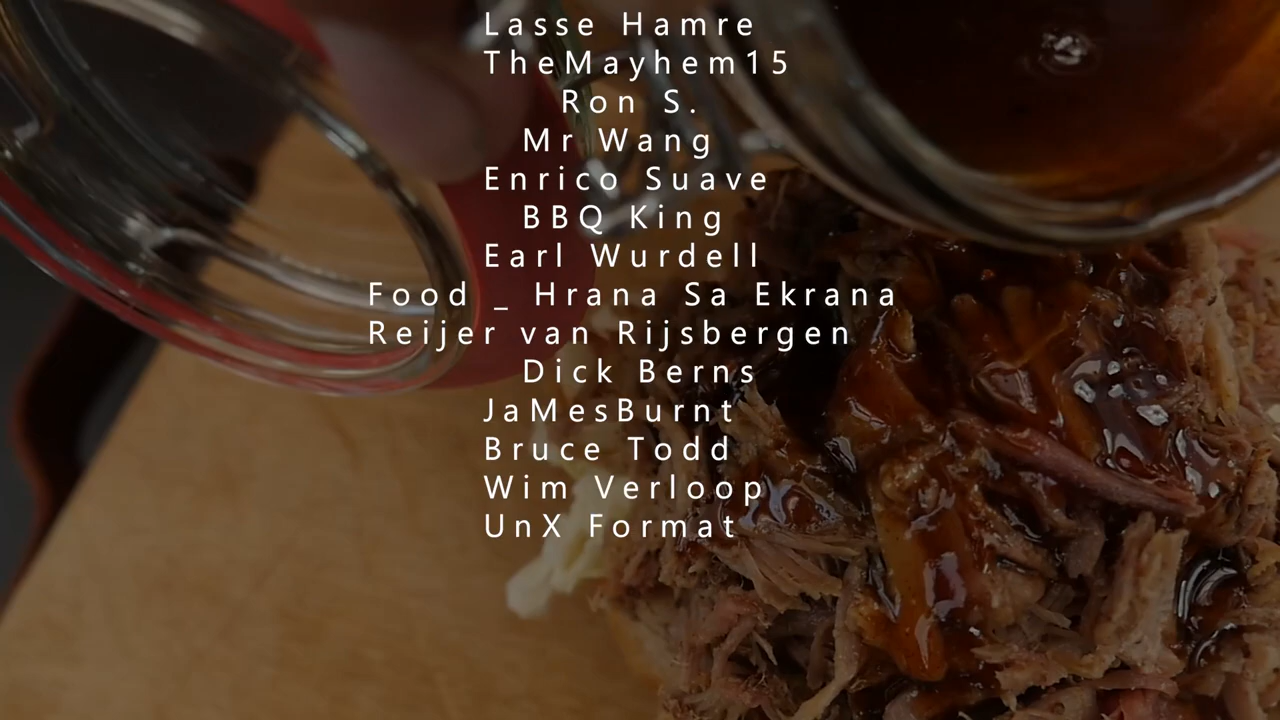 Lasse Hamre
TheMayhem15
Ron S.
Mr Wang
Enrico Suave
BBQ King
Earl Wurdell
Food _ Hrana Sa Ekrana
Reijer van Rijsbergen
Dick Berns
JaMesBurnt
Bruce Todd
Wim Verloop
UnX Format